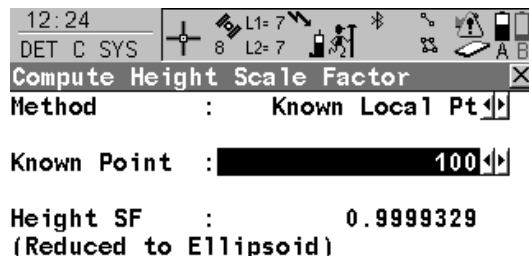 12:24
DET C SYS
8
L1= 7
L2= 7
A B
Compute Height Scale Factor
Method : Known Local Pt
Known Point : 100
Height SF : 0.9999329
(Reduced to Ellipsoid)